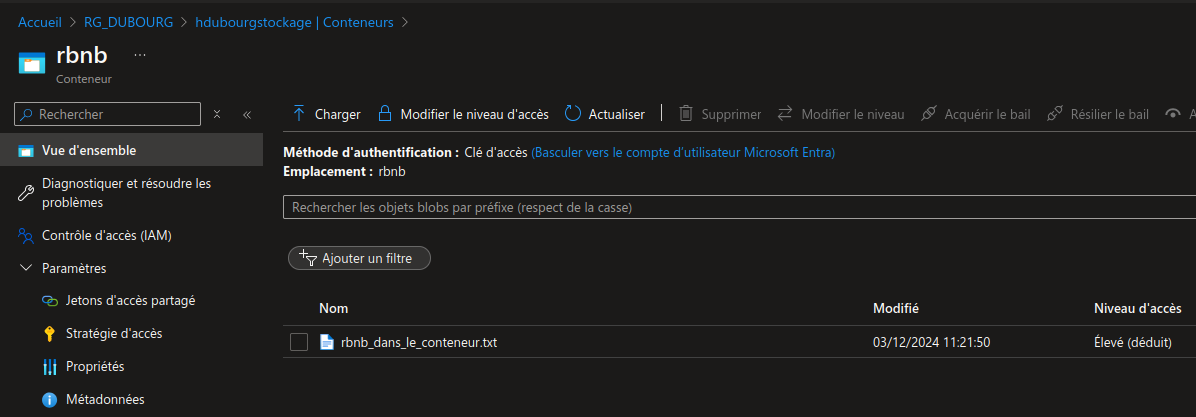 Accueil > RG_DUBOURG > hdubourgstockage | Conteneurs >
rbnb ...
Conteneur
Rechercher
Charger Modifier le niveau d'accès Actualiser Supprimer Modifier le niveau Acquérir le bail Résilier le bail A
Vue d'ensemble
Diagnostiquer et résoudre les
problèmes
Contrôle d'accès (IAM)
Paramètres
Jetons d'accès partagé
Stratégie d'accès
Propriétés
Métadonnées
Méthode d'authentification : Clé d'accès (Basculer vers le compte d'utilisateur Microsoft Entra)
Emplacement : rbnb
Rechercher les objets blobs par préfixe (respect de la casse)
Ajouter un filtre
Nom Modifié Niveau d'accès
rbnb_dans_le_conteneur.txt 03/12/2024 11:21:50 Élevé (déduit)